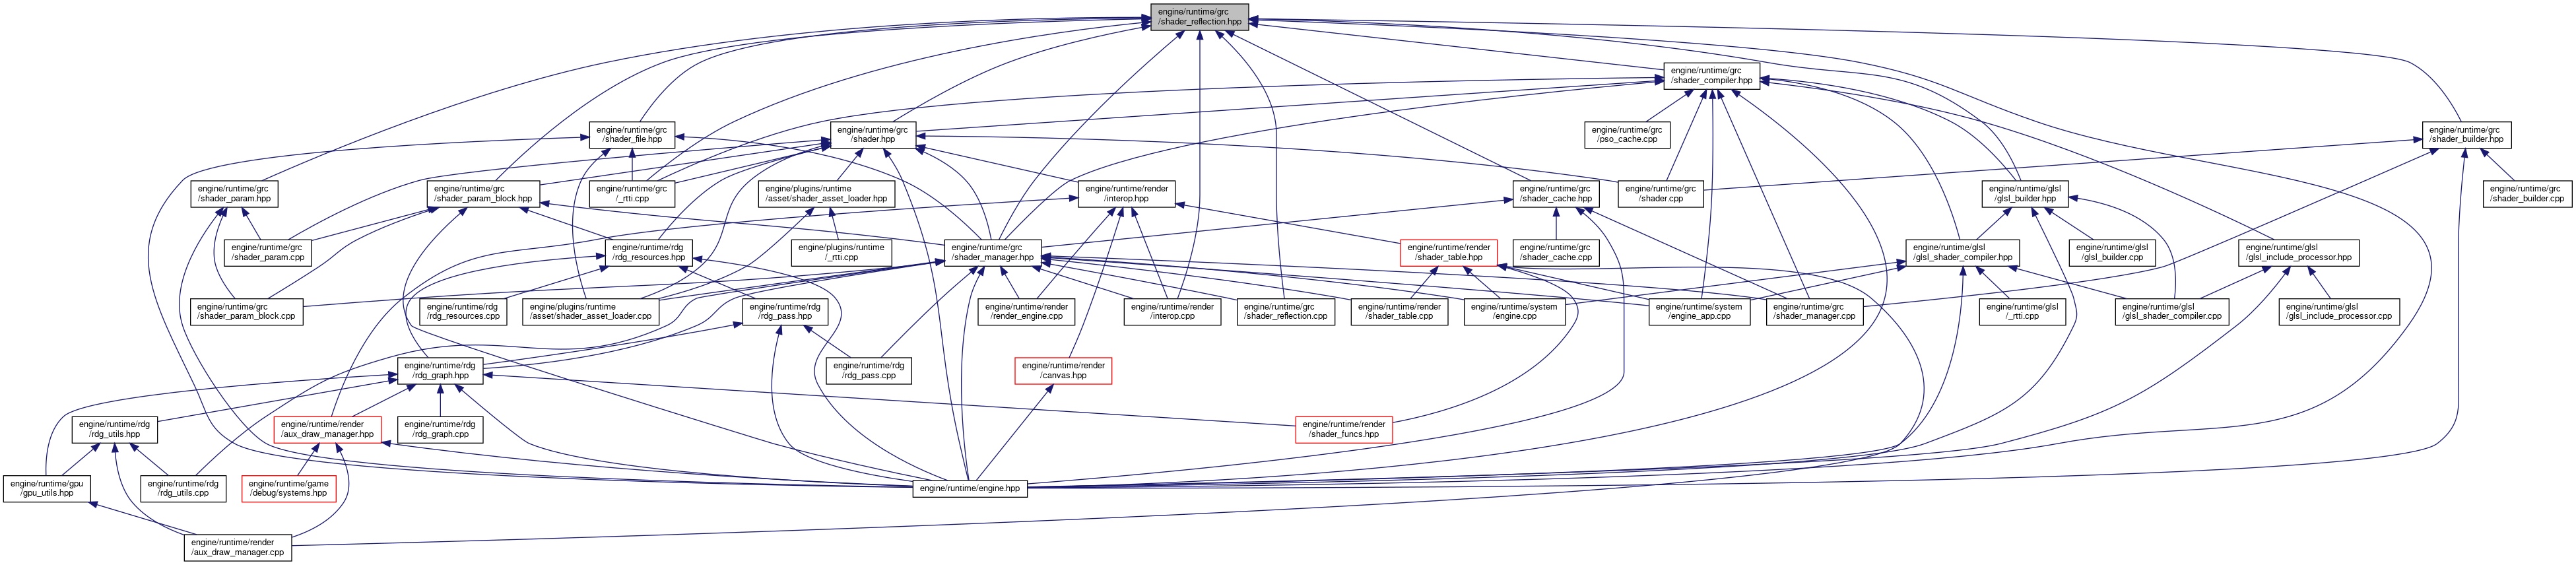 engine/runtime/grc
/shader_reflection.hpp
engine/runtime/grc
/shader_compiler.hpp
engine/runtime/grc
/shader_file.hpp
engine/runtime/grc
/shader.hpp
engine/runtime/grc
/pso_cache.cpp
engine/runtime/grc
/shader_builder.hpp
engine/runtime/grc
/shader_param.hpp
engine/runtime/grc
/shader_param_block.hpp
engine/runtime/grc
/_rtti.cpp
engine/plugins/runtime
/asset/shader_asset_loader.hpp
engine/runtime/render
/interop.hpp
engine/runtime/grc
/shader_cache.hpp
engine/runtime/grc
/shader.cpp
engine/runtime/glsl
/glsl_builder.hpp
engine/runtime/grc
/shader_builder.cpp
engine/runtime/grc
/shader_param.cpp
engine/runtime/rdg
/rdg_resources.hpp
engine/plugins/runtime
/_rtti.cpp
engine/runtime/grc
/shader_manager.hpp
engine/runtime/render
/shader_table.hpp
engine/runtime/grc
/shader_cache.cpp
engine/runtime/glsl
/glsl_shader_compiler.hpp
engine/runtime/glsl
/glsl_builder.cpp
engine/runtime/glsl
/glsl_include_processor.hpp
engine/runtime/grc
/shader_param_block.cpp
engine/runtime/rdg
/rdg_resources.cpp
engine/plugins/runtime
/asset/shader_asset_loader.cpp
engine/runtime/rdg
/rdg_pass.hpp
engine/runtime/render
/render_engine.cpp
engine/runtime/render
/interop.cpp
engine/runtime/grc
/shader_reflection.cpp
engine/runtime/render
/shader_table.cpp
engine/runtime/system
/engine.cpp
engine/runtime/system
/engine_app.cpp
engine/runtime/grc
/shader_manager.cpp
engine/runtime/glsl
/_rtti.cpp
engine/runtime/glsl
/glsl_shader_compiler.cpp
engine/runtime/glsl
/glsl_include_processor.cpp
engine/runtime/rdg
/rdg_graph.hpp
engine/runtime/rdg
/rdg_pass.cpp
engine/runtime/render
/canvas.hpp
engine/runtime/rdg
/rdg_utils.hpp
engine/runtime/render
/aux_draw_manager.hpp
engine/runtime/rdg
/rdg_graph.cpp
engine/runtime/render
/shader_funcs.hpp
engine/runtime/gpu
/gpu_utils.hpp
engine/runtime/rdg
/rdg_utils.cpp
engine/runtime/game
/debug/systems.hpp
engine/runtime/engine.hpp
engine/runtime/render
/aux_draw_manager.cpp